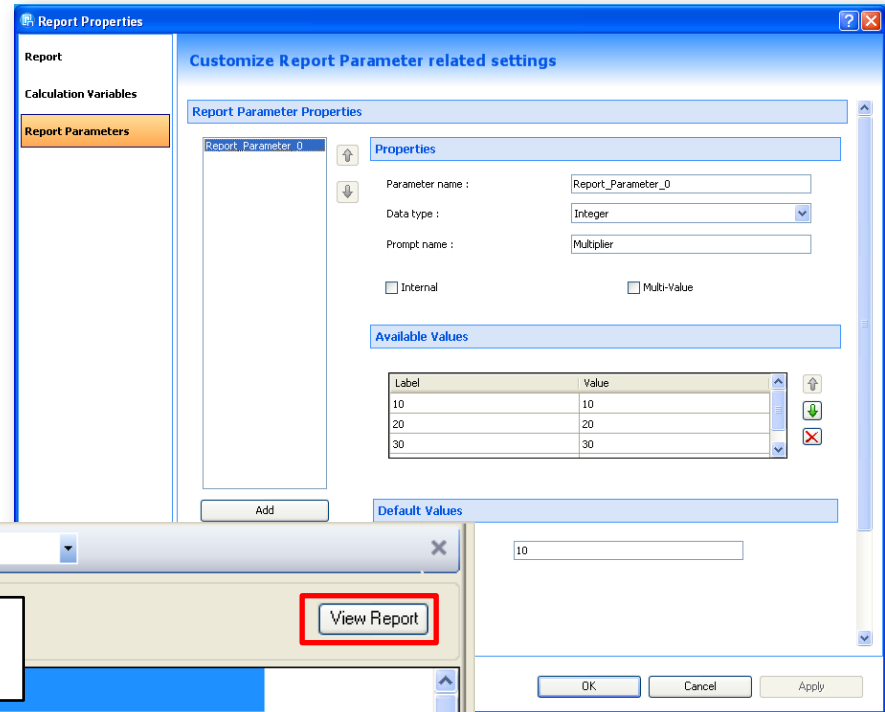 Report Properties
Report
Calculation Variables
Report Parameters
Customize Report Parameter related settings
Report Parameter Properties
Report_Parameter_0
Properties
Parameter name : Report_Parameter_0
Data type : Integer
Prompt name : Multiplier
Internal Multi-Value
Available Values
Label Value
10 10
20 20
30 30
Add
Default Values
10
View Report
OK Cancel Apply